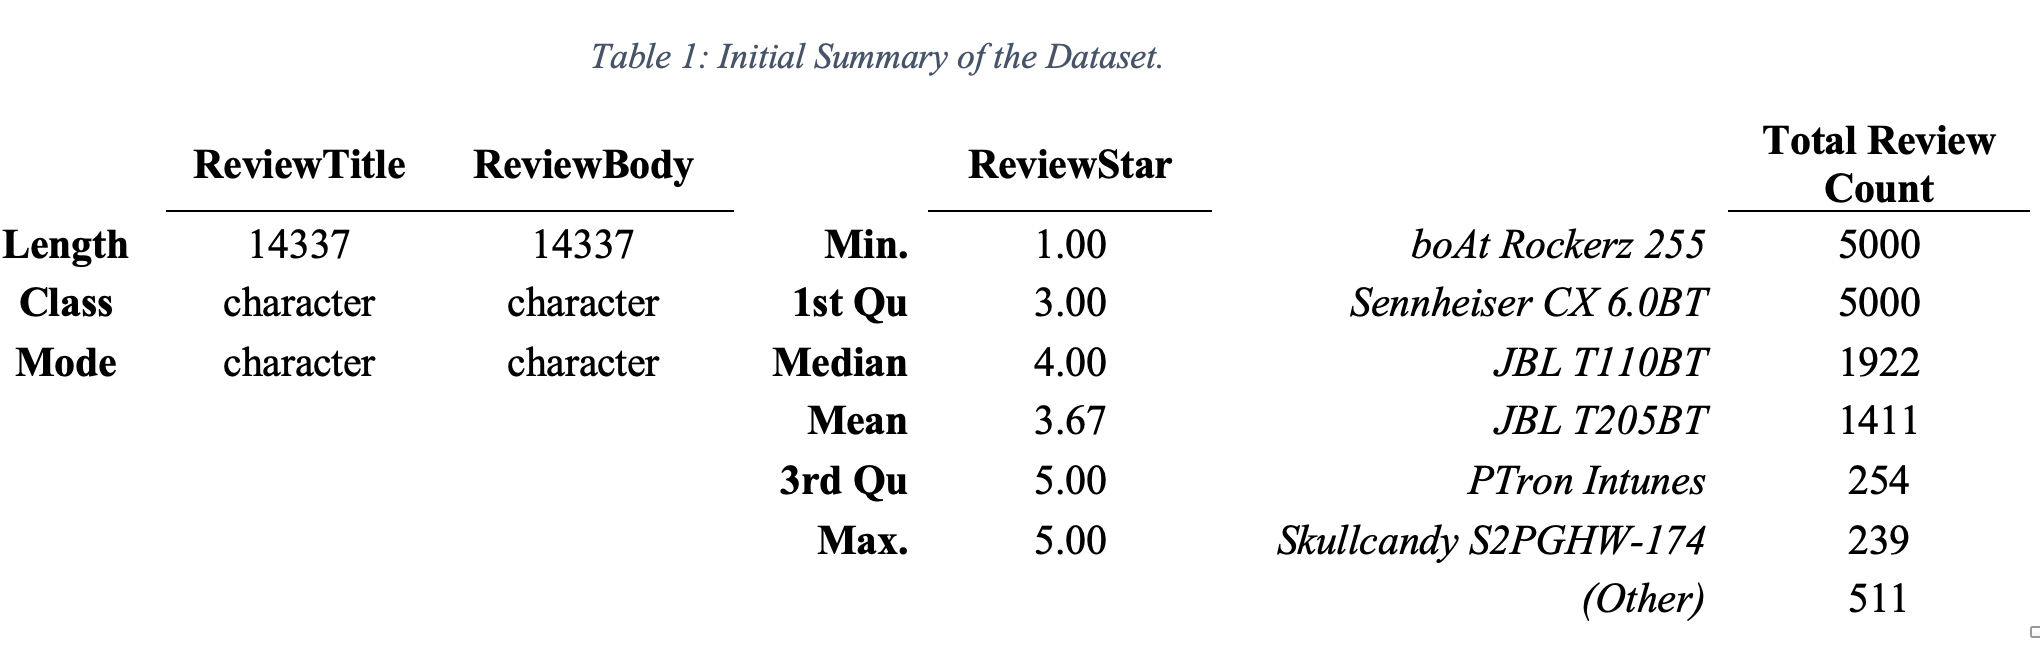 Table 1: Initial Summary of the Dataset.
ReviewTitle ReviewBody ReviewStar Total Review
Count
Length 14337 14337 Min. 1.00 boAt Rockerz 255 5000
Class character character 1st Qu 3.00 Sennheiser CX 6.0BT 5000
Mode character character Median 4.00 JBL T110BT 1922
Mean 3.67 JBL T205BT 1411
3rd Qu 5.00 PTron Intunes 254
Max. 5.00 Skullcandy S2PGHW-174 239
(Other) 511